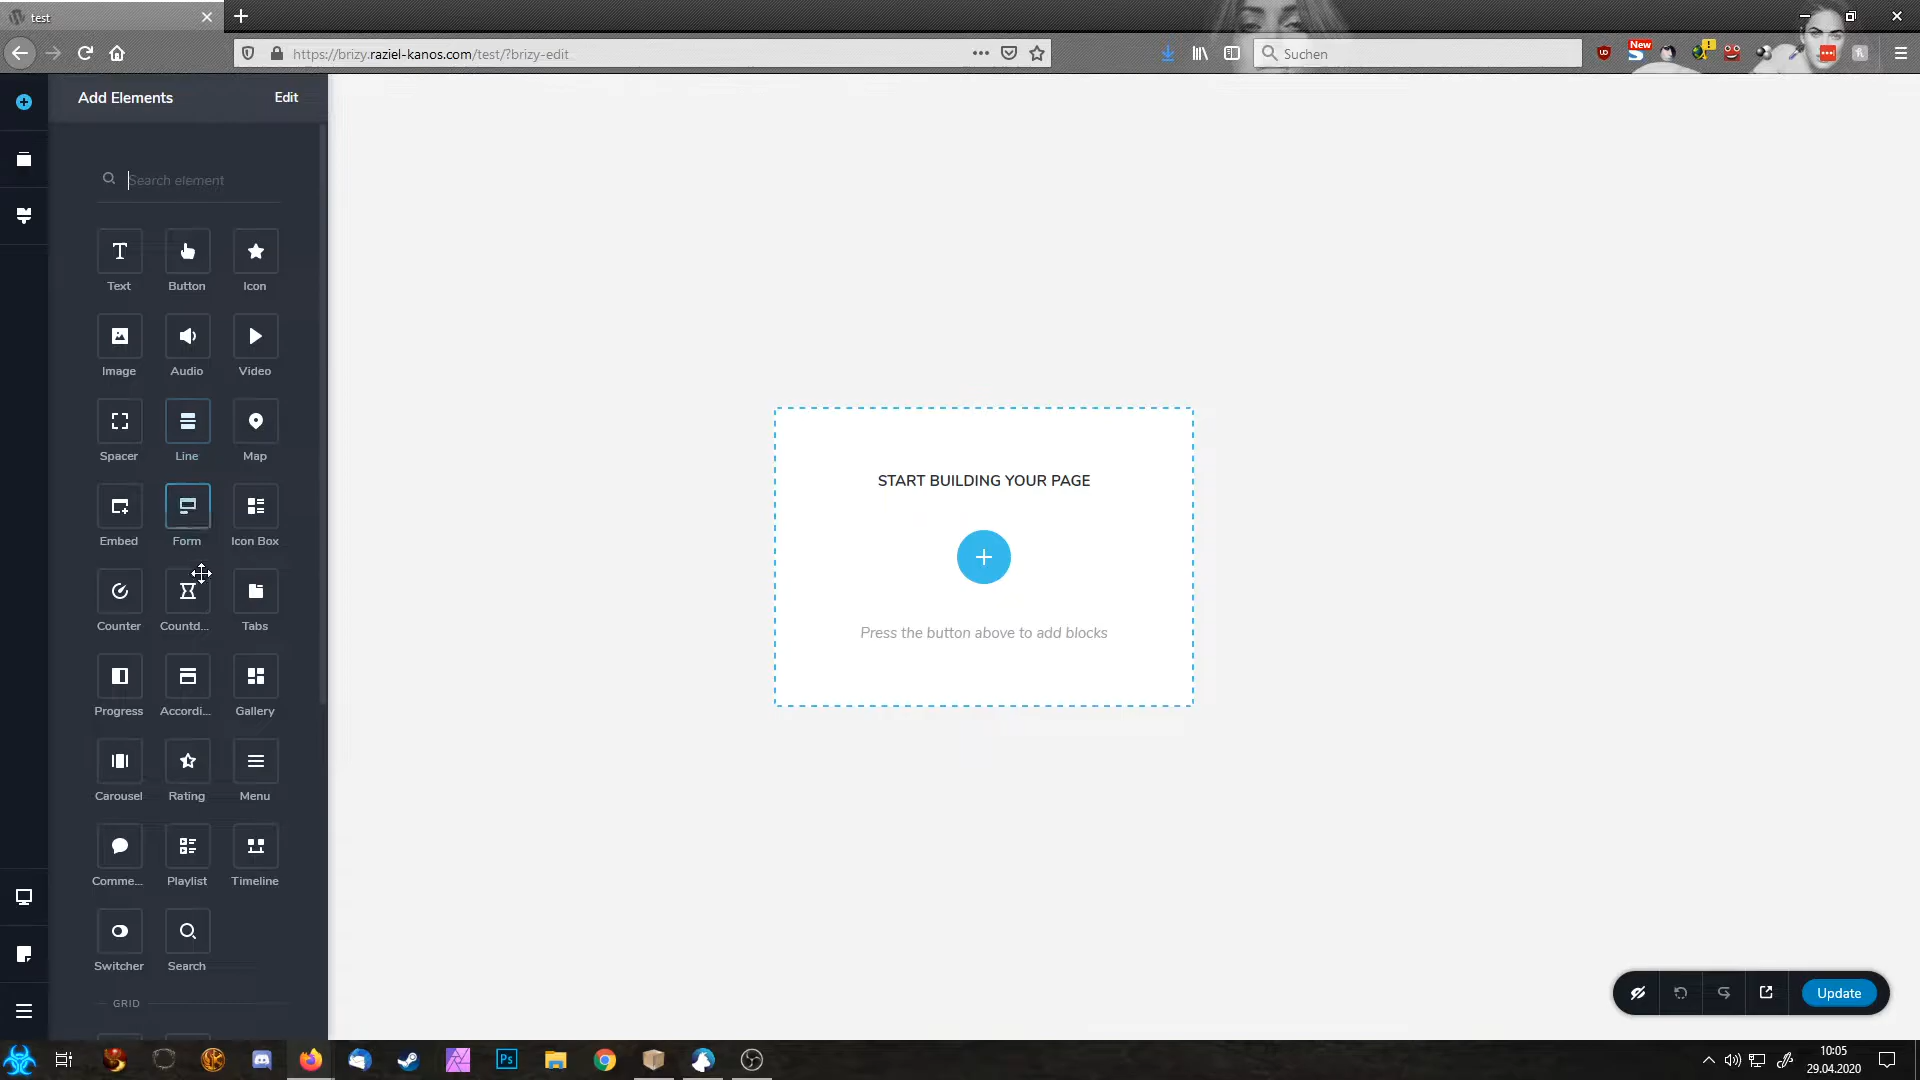 test
https://brizy.raziel-kanos.com/test/?brizy-edit
Suchen
New
Add Elements
Edit
Search element
Text
Button
Icon
Image
Audio
Video
Spacer
Line
Map
Embed
Form
Icon Box
Counter
Countd...
Tabs
Progress
Accordi...
Gallery
Carousel
Rating
Menu
Comme...
Playlist
Timeline
Switcher
Search
GRID
START BUILDING YOUR PAGE
Press the button above to add blocks
Update
Ps
10:05
29.04.2020